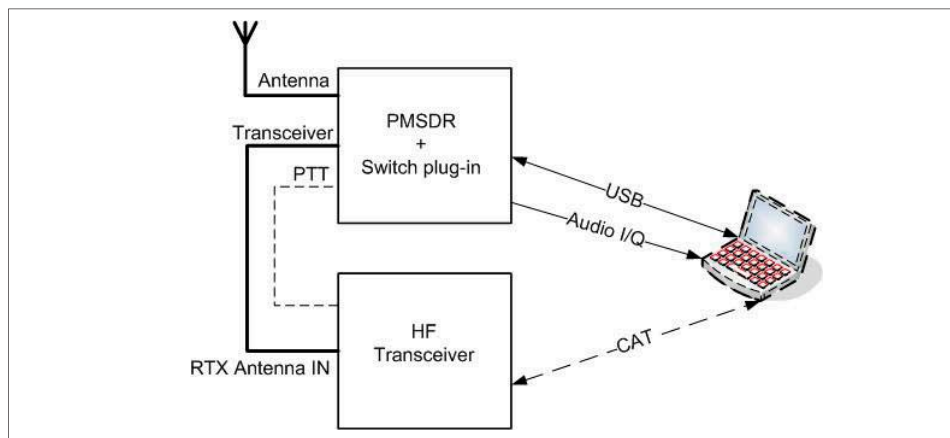 Antenna
Transceiver
PTT
PMSDR
+
Switch plug-in
USB
Audio I/Q
HF
Transceiver
RTX Antenna IN
CAT